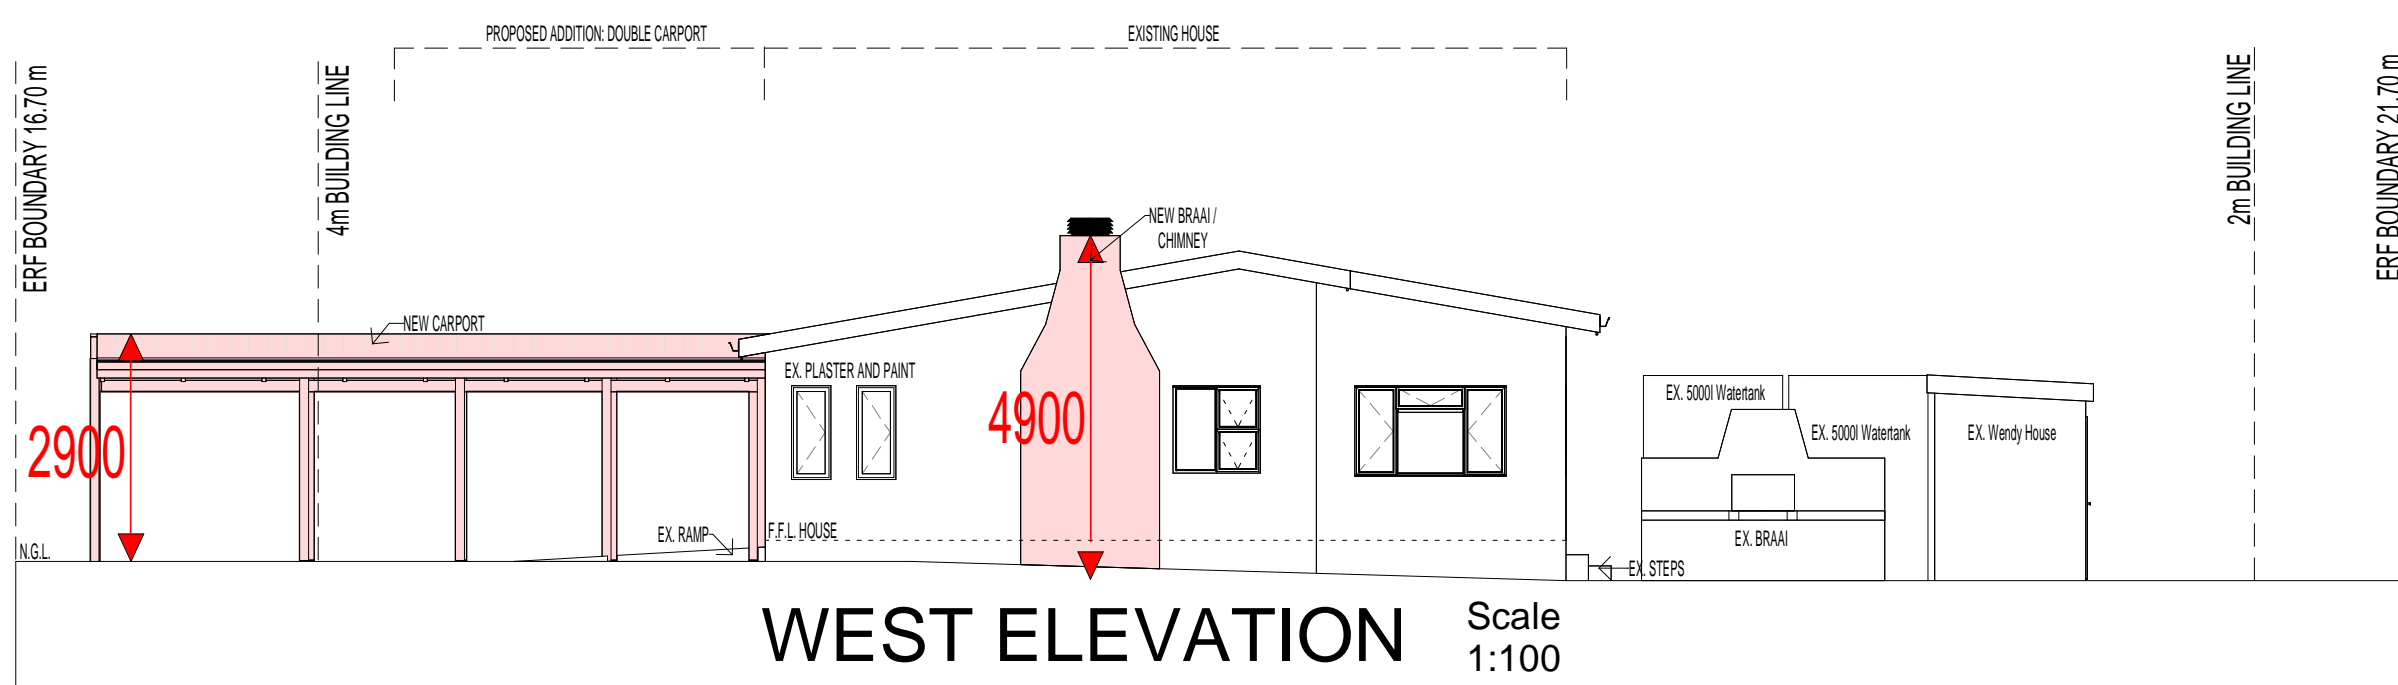 PROPOSED ADDITION: DOUBLE CARPORT
EXISTING HOUSE
ERF BOUNDARY 16.70 m
4m BUILDING LINE
2m BUILDING LINE
ERF BOUNDARY 21.70 m
NEW BRAAI /
CHIMNEY
NEW CARPORT
EX. PLASTER AND PAINT
EX. 5000l Watertank
EX. 5000l Watertank
EX. Wendy House
2900
4900
EX. RAMP
F.F.L. HOUSE
EX. BRAAI
N.G.L.
EX. STEPS
WEST ELEVATION
Scale
1:100